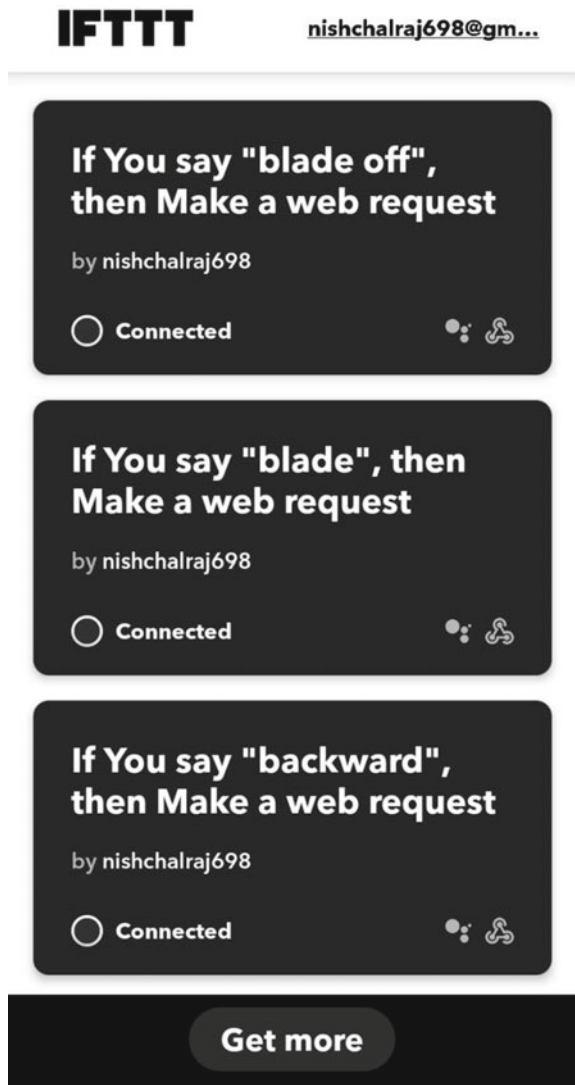 IFTTT
nishchalraj698@gm...
If You say "blade off",
then Make a web request
by nishchalraj698
Connected
If You say "blade", then
Make a web request
by nishchalraj698
Connected
If You say "backward",
then Make a web request
by nishchalraj698
Connected
Get more